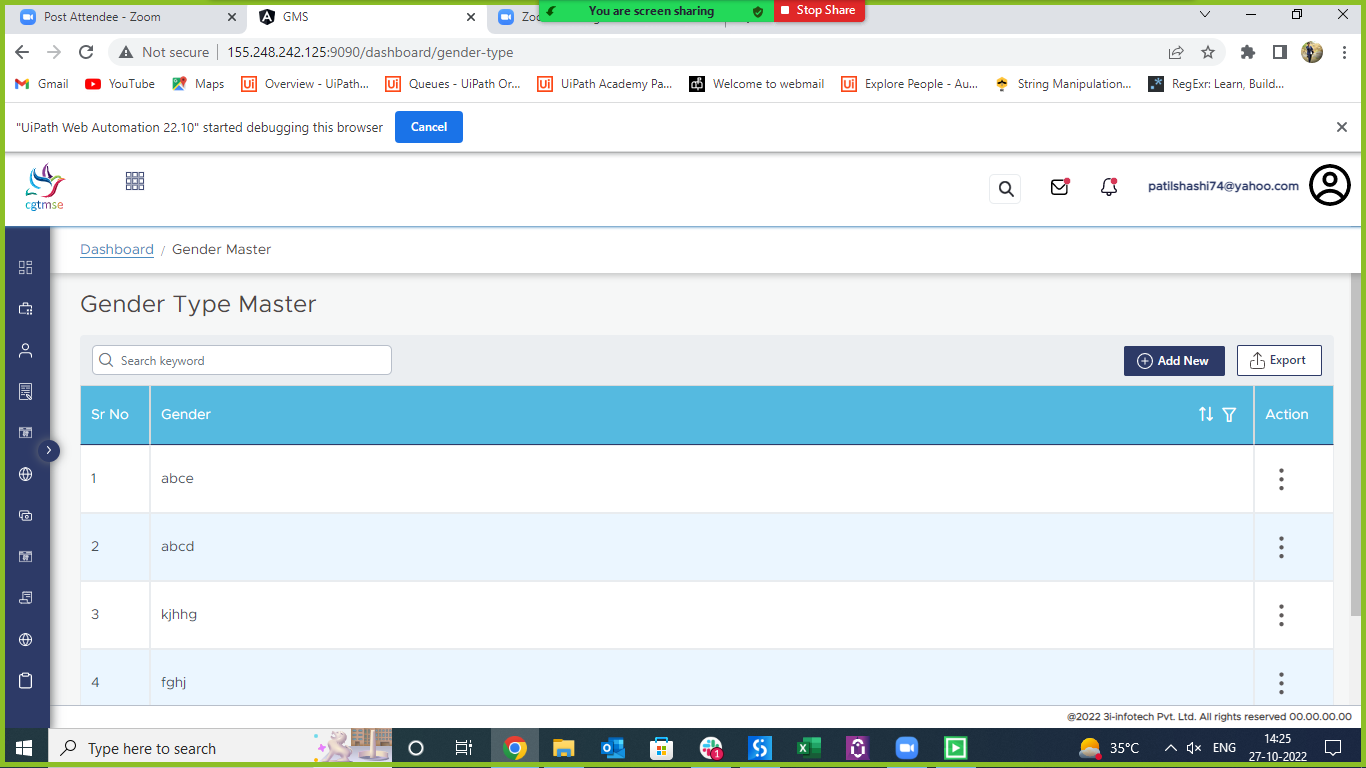 Post Attendee - Zoom
GMS
You are screen sharing
Stop Share
Not secure
155.248.242.125:9090/dashboard/gender-type
Gmail
YouTube
Maps
Overview - UiPath...
Queues - UiPath Or...
UiPath Academy Pa...
Welcome to webmail
Explore People - Au...
String Manipulation...
RegExr: Learn, Build...
"UiPath Web Automation 22.10" started debugging this browser
Cancel
cgtmse
patilshashi74@yahoo.com
Dashboard / Gender Master
Gender Type Master
Search keyword
Add New
Export
Sr No
Gender
Action
1
abce
2
abcd
3
kjhhg
4
fghj
@2022 3i-infotech Pvt. Ltd. All rights reserved 00.00.00.00
Type here to search
1
35°C
ENG
14:25
27-10-2022